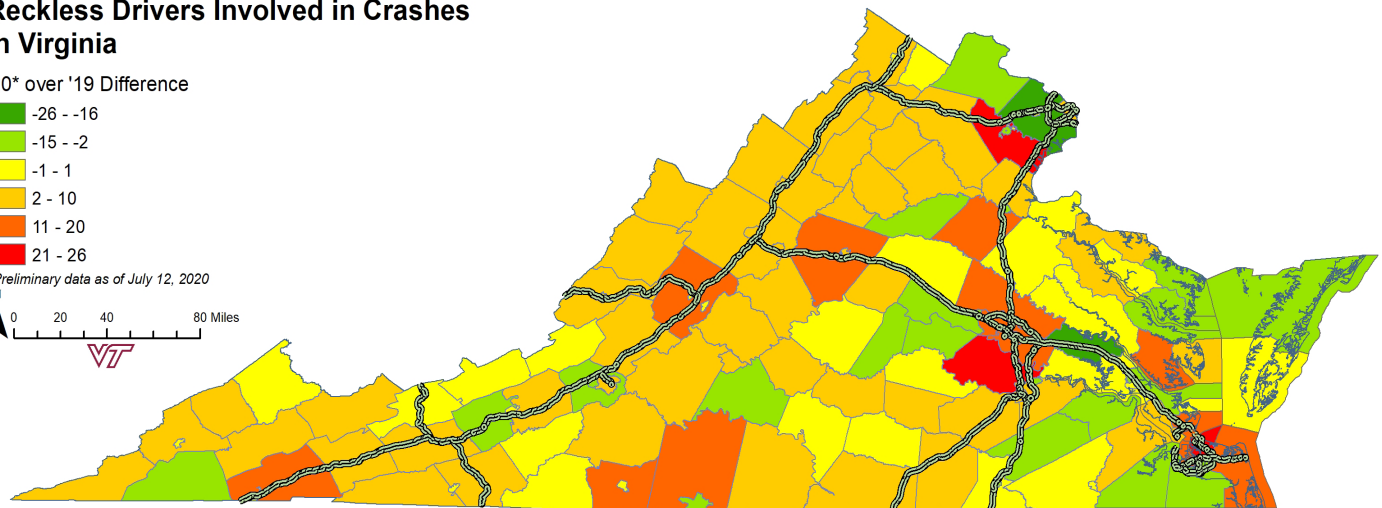 Reckless Drivers Involved in Crashes
n Virginia
0* over '19 Difference
-26 - -16
-15 - -2
-1 - 1
2 - 10
11 - 20
21 - 26
Preliminary data as of July 12, 2020
0 20 40 80 Miles
VT